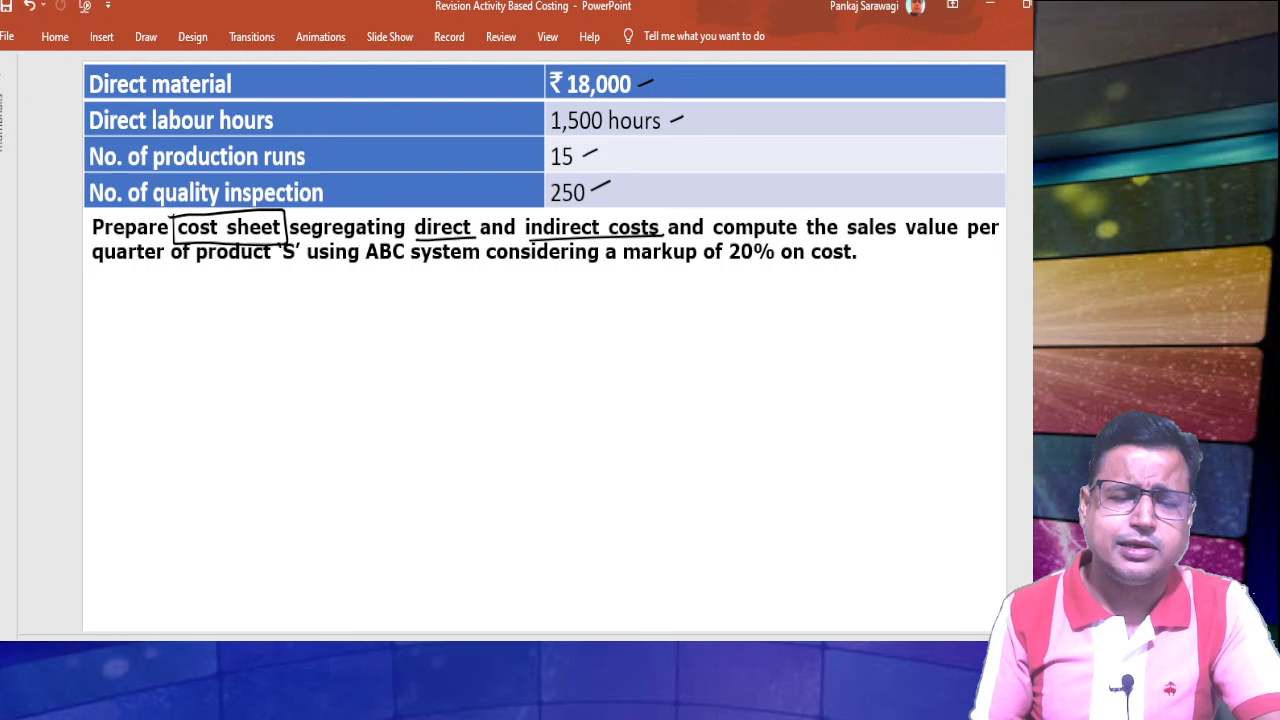 Revision Activity Based Costing - PowerPoint
Pankaj Sarawagi
File Home Insert Draw Design Transitions Animations Slide Show Record Review View Help Tell me what you want to do
Direct material ₹ 18,000
Direct labour hours 1,500 hours
No. of production runs 15
No. of quality inspection 250
Prepare cost sheet segregating direct and indirect costs and compute the sales value per
quarter of product ‘S’ using ABC system considering a markup of 20% on cost.